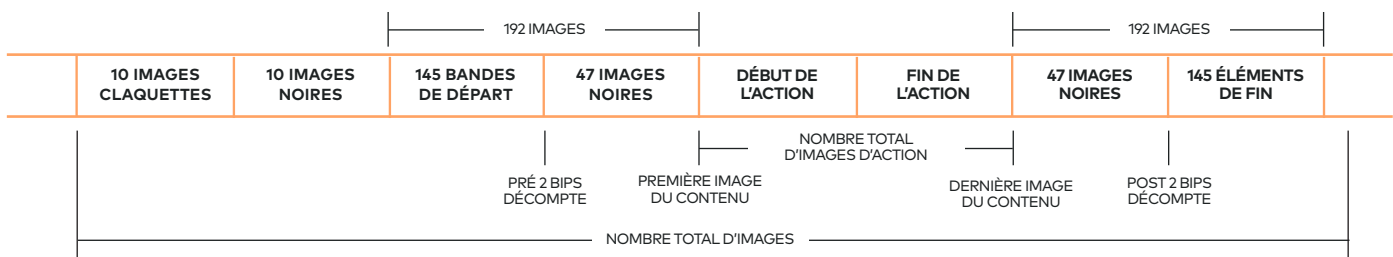 192 IMAGES
192 IMAGES
10 IMAGES
CLAQUETTES
10 IMAGES
NOIRES
145 BANDES
DE DÉPART
47 IMAGES
NOIRES
DÉBUT DE
L'ACTION
FIN DE
L'ACTION
47 IMAGES
NOIRES
145 ÉLÉMENTS
DE FIN
NOMBRE TOTAL
D'IMAGES D'ACTION
PRÉ 2 BIPS
DÉCOMPTE
PREMIÈRE IMAGE
DU CONTENU
DERNIÈRE IMAGE
DU CONTENU
POST 2 BIPS
DÉCOMPTE
NOMBRE TOTAL D'IMAGES